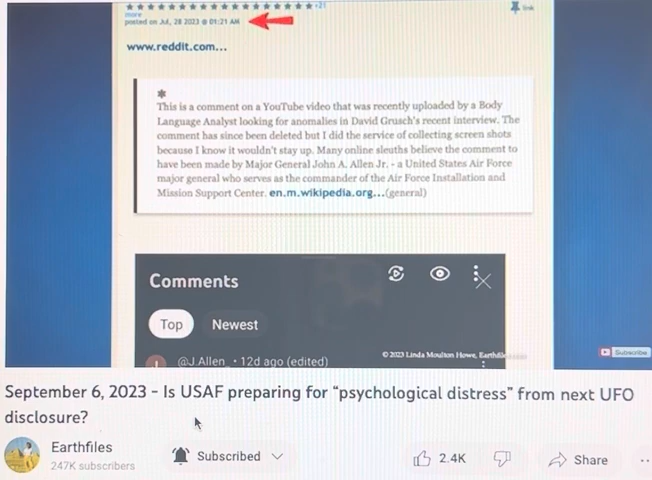 +21
link
more
posted on Jul, 28 2023 @ 01:21 AM
www.reddit.com...
*
This is a comment on a YouTube video that was recently uploaded by a Body
Language Analyst looking for anomalies in David Grusch's recent interview. The
comment has since been deleted but I did the service of collecting screen shots
because I know it wouldn't stay up. Many online sleuths believe the comment to
have been made by Major General John A. Allen Jr. - a United States Air Force
major general who serves as the commander of the Air Force Installation and
Mission Support Center. en.m.wikipedia.org...(general)
Comments
Top Newest
@J.Allen_ • 12d ago (edited)
© 2023 Linda Moulton Howe, Earthfiles
Subscribe
September 6, 2023 - Is USAF preparing for “psychological distress” from next UFO
disclosure?
Earthfiles
247K subscribers
Subscribed
2.4K
Share